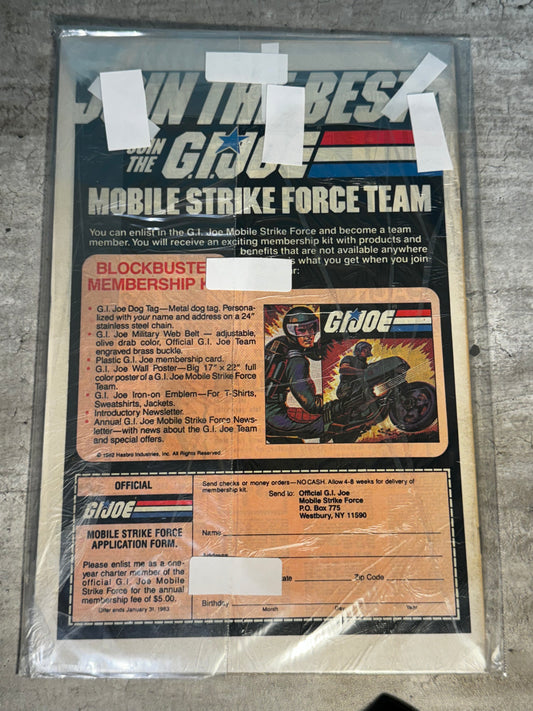 JOIN THE BEST
JOIN
THE G.I. JOE
MOBILE STRIKE FORCE TEAM
You can enlist in the G.I. Joe Mobile Strike Force and become a team
member. You will receive an exciting membership kit with products and
benefits that are not available anywhere
s what you get when you join
ir:
BLOCKBUSTE
MEMBERSHIP K
• G.I. Joe Dog Tag—Metal dog tag. Persona-
lized with your name and address on a 24"
stainless steel chain.
• G.I. Joe Military Web Belt — adjustable,
olive drab color, Official G.I. Joe Team
engraved brass buckle.
• Plastic G.I. Joe membership card.
• G.I. Joe Wall Poster—Big 17" x 22" full
color poster of a G.I. Joe Mobile Strike Force
Team.
• G.I. Joe Iron-on Emblem—For T-Shirts,
Sweatshirts, Jackets.
• Introductory Newsletter.
• Annual G.I. Joe Mobile Strike Force News-
letter—with news about the G.I. Joe Team
and special offers.
© 1982 Hasbro Industries, Inc. All Rights Reserved.
G.I. JOE
OFFICIAL
G.I. JOE
MOBILE STRIKE FORCE
APPLICATION FORM.
Please enlist me as a one-
year charter member of the
official G.I. Joe Mobile
Strike Force for the annual
membership fee of $5.00.
Offer ends January 31, 1983
Send checks or money orders—NO CASH. Allow 4-8 weeks for delivery of
membership kit.
Send to: Official G.I. Joe
Mobile Strike Force
P.O. Box 775
Westbury, NY 11590
Name
Address
tate Zip Code
Birthday
Month Day Year